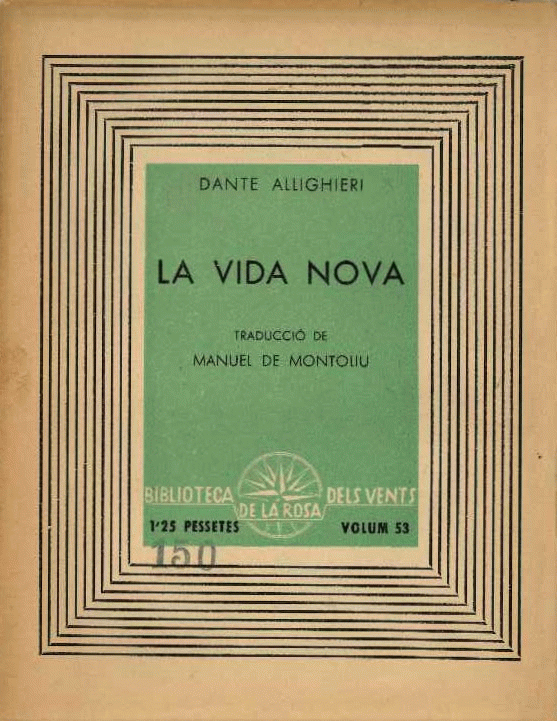 DANTE ALLIGHIERI
LA VIDA NOVA
TRADUCCIÓ DE
MANUEL DE MONTOLIU
BIBLIOTECA DE LA ROSA DELS VENTS
1'25 PESSETES VOLUM 53
150